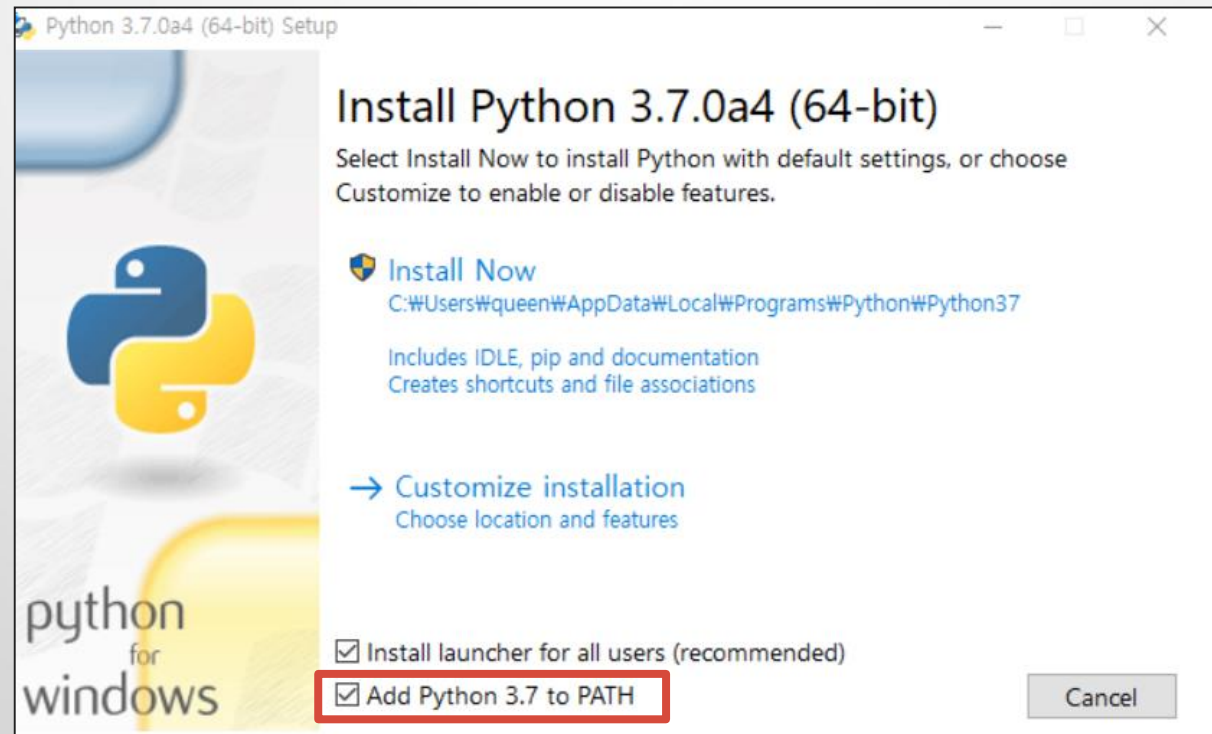 Python 3.7.0a4 (64-bit) Setup
Install Python 3.7.0a4 (64-bit)
Select Install Now to install Python with default settings, or choose
Customize to enable or disable features.
Install Now
C:₩Users₩queen₩AppData₩Local₩Programs₩Python₩Python37
Includes IDLE, pip and documentation
Creates shortcuts and file associations
Customize installation
Choose location and features
python
for
windows
Install launcher for all users (recommended)
Add Python 3.7 to PATH
Cancel